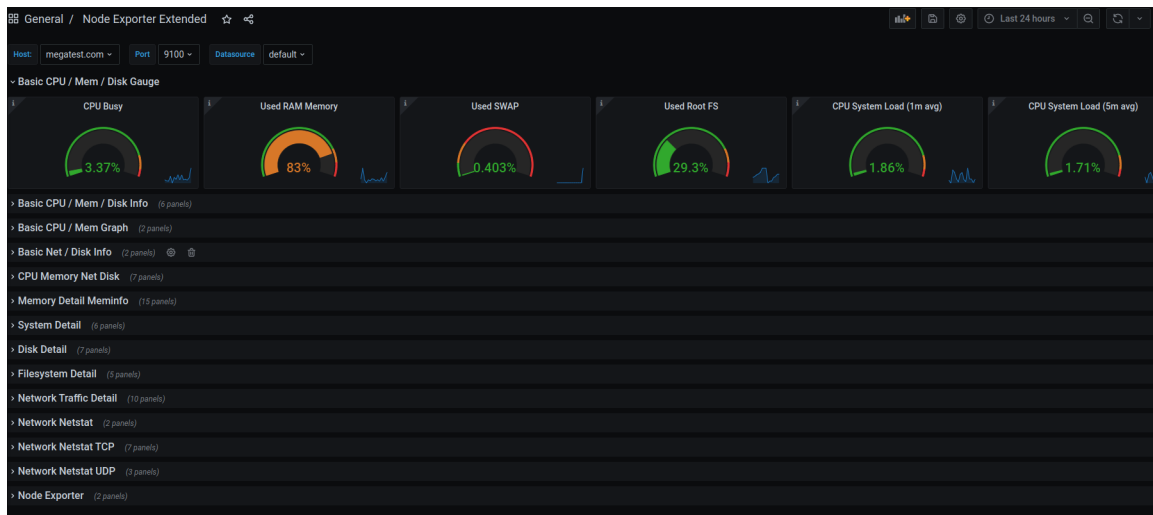 General / Node Exporter Extended
Last 24 hours
Host: megatest.com Port 9100 Datasource default
Basic CPU / Mem / Disk Gauge
CPU Busy
3.37%
Used RAM Memory
83%
Used SWAP
0.403%
Used Root FS
29.3%
CPU System Load (1m avg)
1.86%
CPU System Load (5m avg)
1.71%
Basic CPU / Mem / Disk Info (6 panels)
Basic CPU / Mem Graph (2 panels)
Basic Net / Disk Info (2 panels)
CPU Memory Net Disk (7 panels)
Memory Detail Meminfo (15 panels)
System Detail (6 panels)
Disk Detail (7 panels)
Filesystem Detail (5 panels)
Network Traffic Detail (10 panels)
Network Netstat (2 panels)
Network Netstat TCP (7 panels)
Network Netstat UDP (3 panels)
Node Exporter (2 panels)